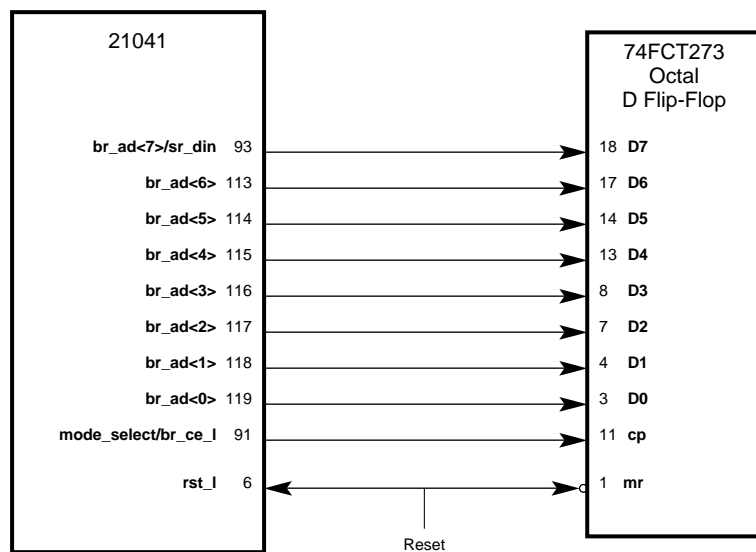 21041
74FCT273
Octal
D Flip-Flop
br_ad<7>/sr_din 93 18 D7
br_ad<6> 113 17 D6
br_ad<5> 114 14 D5
br_ad<4> 115 13 D4
br_ad<3> 116 8 D3
br_ad<2> 117 7 D2
br_ad<1> 118 4 D1
br_ad<0> 119 3 D0
mode_select/br_ce_l 91 11 cp
rst_l 6 1 mr
Reset